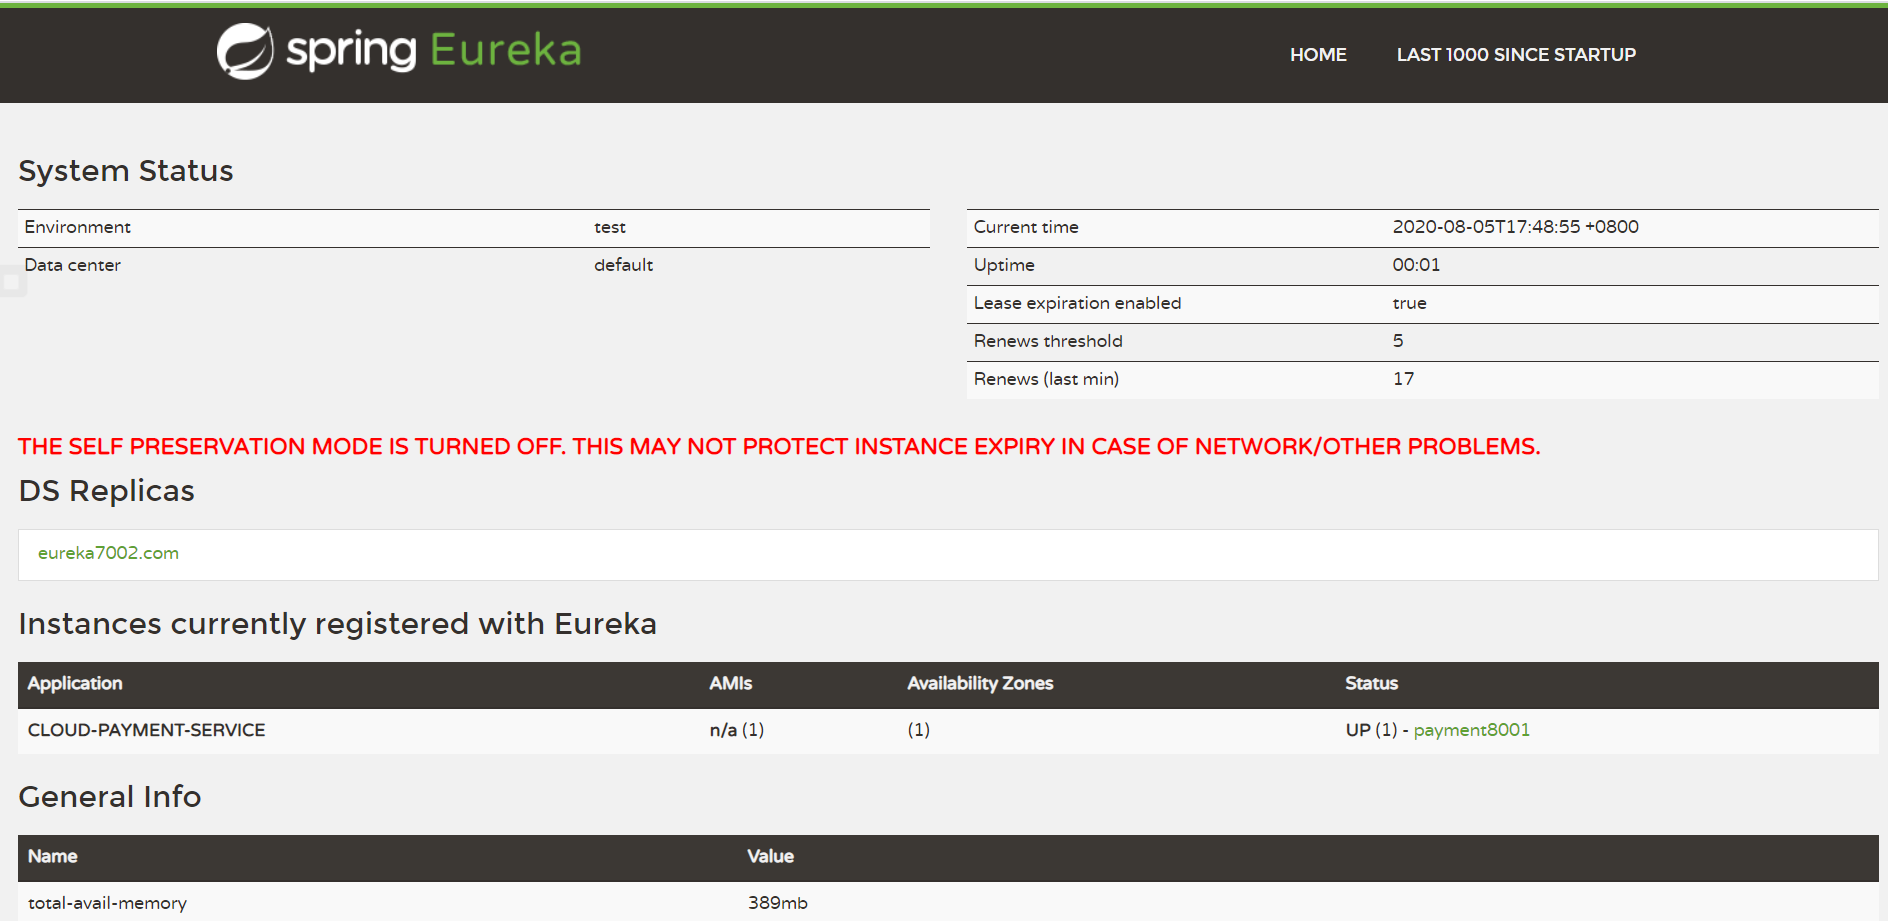 spring Eureka
HOME LAST 1000 SINCE STARTUP
System Status
Environment test
Data center default
Current time 2020-08-05T17:48:55 +0800
Uptime 00:01
Lease expiration enabled true
Renews threshold 5
Renews (last min) 17
THE SELF PRESERVATION MODE IS TURNED OFF. THIS MAY NOT PROTECT INSTANCE EXPIRY IN CASE OF NETWORK/OTHER PROBLEMS.
DS Replicas
eureka7002.com
Instances currently registered with Eureka
Application AMIs Availability Zones Status
CLOUD-PAYMENT-SERVICE n/a (1) (1) UP (1) - payment8001
General Info
Name Value
total-avail-memory 389mb